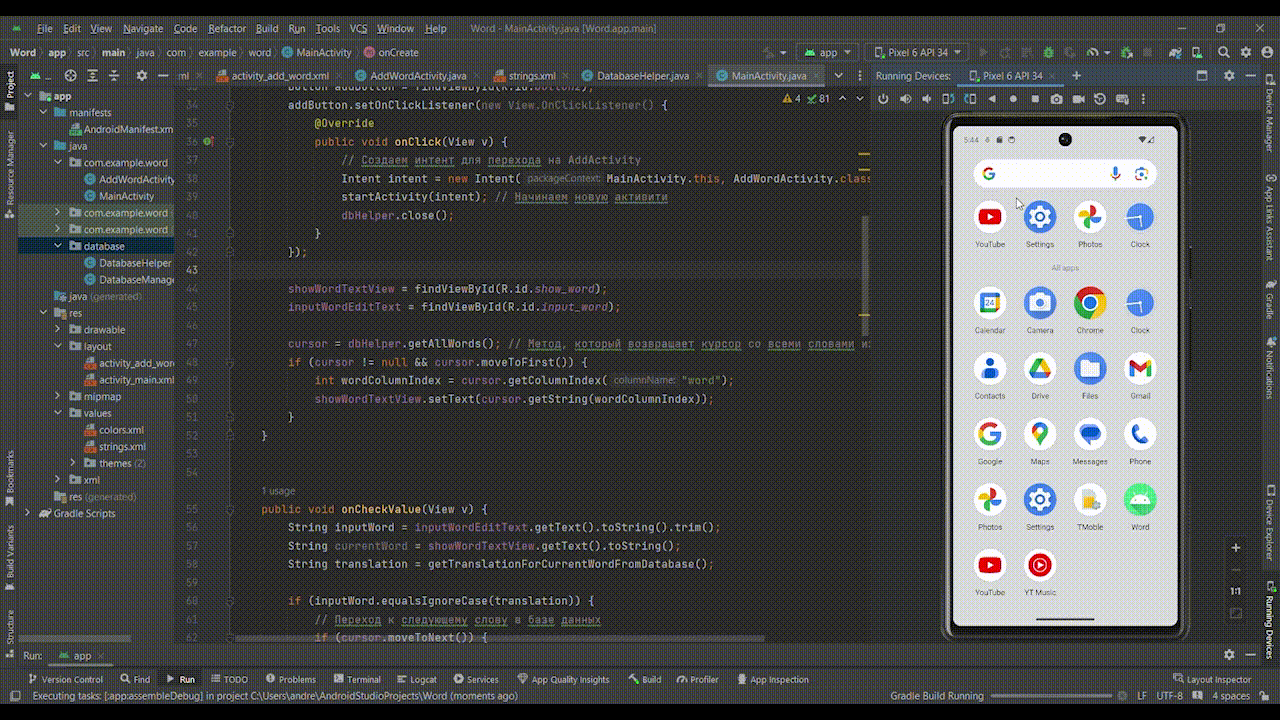 File Edit View Navigate Code Refactor Build Run Tools VCS Window Help Word - MainActivity.java [Word.app.main]
Word app src main java com example word MainActivity onCreate app Pixel 6 API 34
ml activity_add_word.xml AddWordActivity.java strings.xml DatabaseHelper.java MainActivity.java Running Devices: Pixel 6 API 34
Project
Resource Manager
Bookmarks
Build Variants
Structure
app
manifests
AndroidManifest.xm
java
com.example.word
AddWordActivity
MainActivity
com.example.word
com.example.word
database
DatabaseHelper
DatabaseManage
java (generated)
res
drawable
layout
activity_add_word
activity_main.xml
mipmap
values
colors.xml
strings.xml
themes (2)
xml
res (generated)
Gradle Scripts
4 81
33 Button addButton = findViewById(R.id.button2);
34 addButton.setOnClickListener(new View.OnClickListener() {
@Override
36 public void onClick(View v) {
37 // Создаем интент для перехода на AddActivity
38 Intent intent = new Intent( packageContext: MainActivity.this, AddWordActivity.class
39 startActivity(intent); // Начинаем новую активити
40 dbHelper.close();
41 }
42 });
43
44 showWordTextView = findViewById(R.id.show_word);
45 inputWordEditText = findViewById(R.id.input_word);
46
47 cursor = dbHelper.getAllWords(); // Метод, который возвращает курсор со всеми словами из
48 if (cursor != null && cursor.moveToFirst()) {
49 int wordColumnIndex = cursor.getColumnIndex( columnName: "word");
50 showWordTextView.setText(cursor.getString(wordColumnIndex));
51 }
52 }
53
54
1 usage
55 public void onCheckValue(View v) {
56 String inputWord = inputWordEditText.getText().toString().trim();
57 String currentWord = showWordTextView.getText().toString();
58 String translation = getTranslationForCurrentWordFromDatabase();
59
60 if (inputWord.equalsIgnoreCase(translation)) {
61 // Переход к следующему слову в базе данных
62 if (cursor.moveToNext()) {
5:44
YouTube Settings Photos Clock
All apps
24
Calendar Camera Chrome Clock
Contacts Drive Files Gmail
Google Maps Messages Phone
Photos Settings TMoble Word
YouTube YT Music
1:1
Device Manager
App Links Assistant
Gradle
Notifications
Device Explorer
Running Devices
Run: app
Version Control Find Run TODO Problems Terminal Logcat Services App Quality Insights Build Profiler App Inspection Layout Inspector
Executing tasks: [:app:assembleDebug] in project C:\Users\andre\AndroidStudioProjects\Word (moments ago) Gradle Build Running LF UTF-8 4 spaces